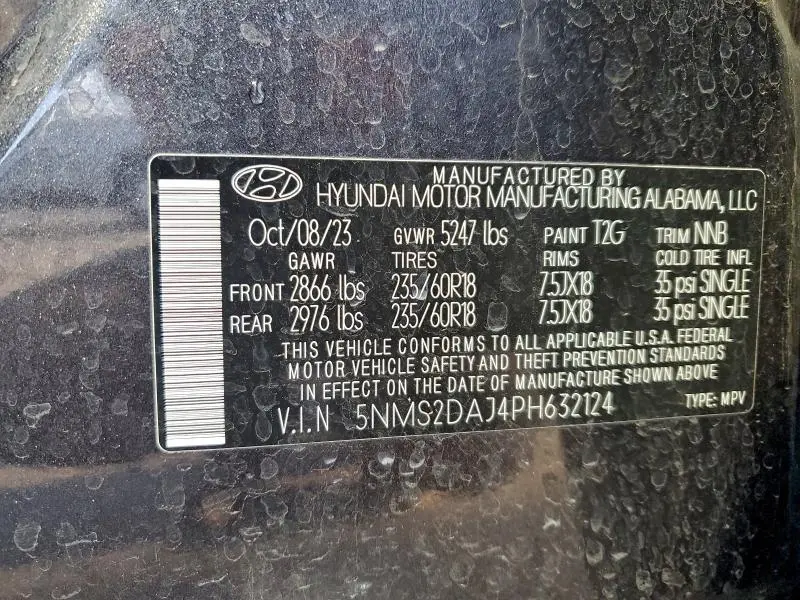 MANUFACTURED BY
HYUNDAI MOTOR MANUFACTURING ALABAMA, LLC
Oct/08/23 GVWR 5247 lbs PAINT T2G TRIM NNB
GAWR TIRES RIMS COLD TIRE INFL
FRONT 2866 lbs 235/60R18 7.5JX18 35 psi SINGLE
REAR 2976 lbs 235/60R18 7.5JX18 35 psi SINGLE
THIS VEHICLE CONFORMS TO ALL APPLICABLE U.S.A. FEDERAL
MOTOR VEHICLE SAFETY AND THEFT PREVENTION STANDARDS
IN EFFECT ON THE DATE OF MANUFACTURE SHOWN ABOVE
V.I.N 5NMS2DAJ4PH632124 TYPE: MPV